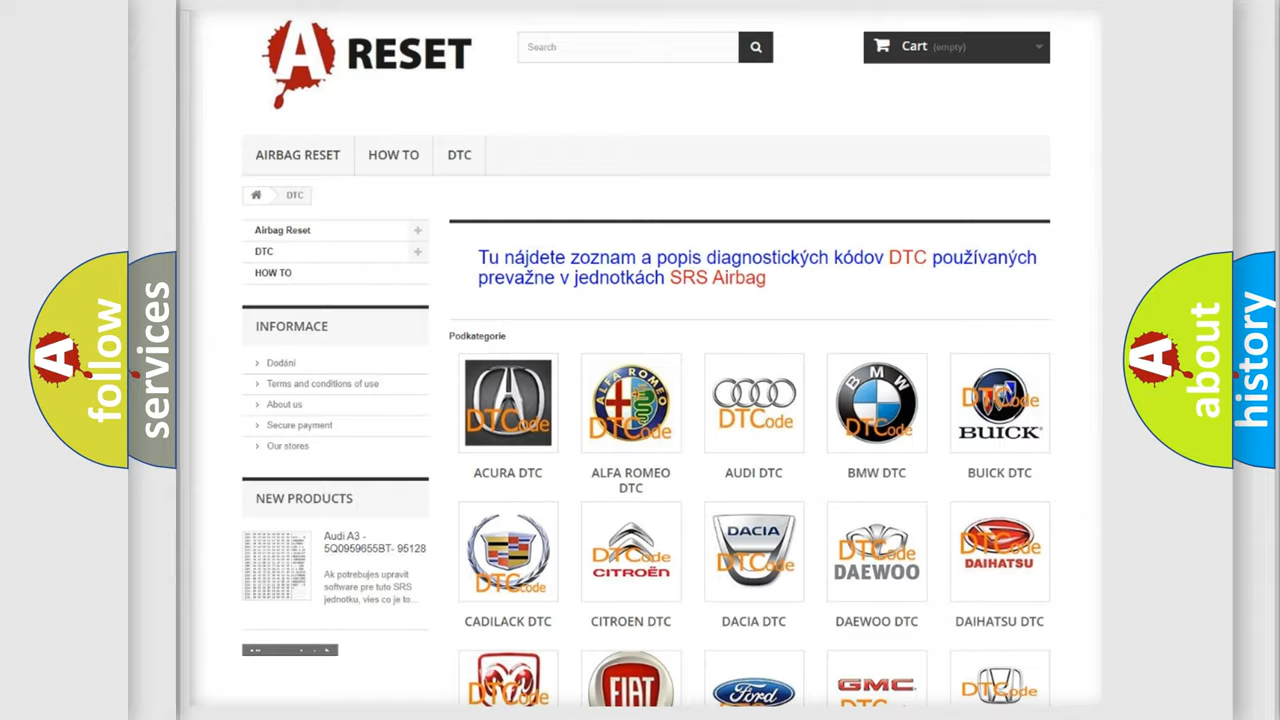 A RESET
Search
Cart (empty)
AIRBAG RESET
HOW TO
DTC
DTC
Airbag Reset
DTC
HOW TO
Tu nájdete zoznam a popis diagnostických kódov DTC používaných
prevažne v jednotkách SRS Airbag
INFORMACE
Dodání
Terms and conditions of use
About us
Secure payment
Our stores
NEW PRODUCTS
Audi A3 -
5Q0959655BT- 95128
Ak potrebujes upravit
software pre tuto SRS
jednotku, vies co je to...
Podkategorie
DTCode
ALFA ROMEO
DTCode
DTCode
BMW
DTCode
DTCode
BUICK
ACURA DTC
ALFA ROMEO
DTC
AUDI DTC
BMW DTC
BUICK DTC
DTCode
DTCode
CITROËN
DACIA
DTCode
DTCode
DAEWOO
DTCode
DAIHATSU
CADILACK DTC
CITROEN DTC
DACIA DTC
DAEWOO DTC
DAIHATSU DTC
DTCode
FIAT
Ford
GMC
DTCode
A follow
services
A about
history